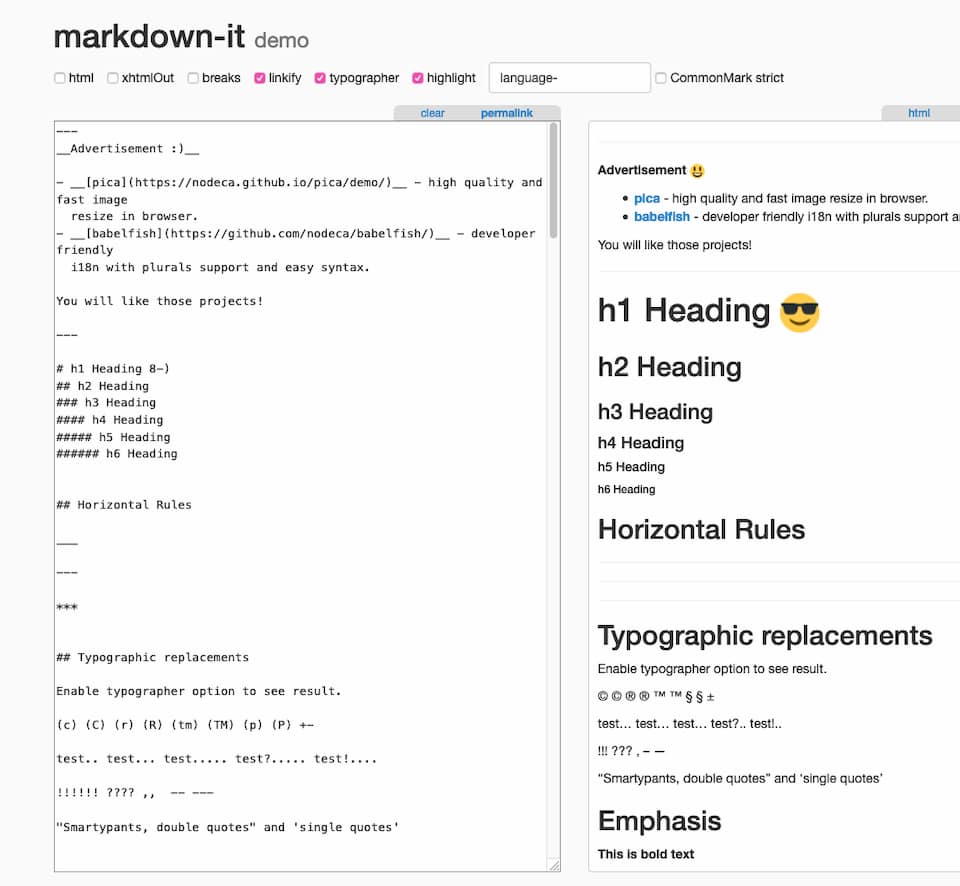 markdown-it demo
html xhtmlOut breaks linkify typographer highlight language- CommonMark strict
clear permalink
---
__Advertisement :)__
- __[pica](https://nodeca.github.io/pica/demo/)__ - high quality and
fast image
resize in browser.
- __[babelfish](https://github.com/nodeca/babelfish/)__ - developer
friendly
i18n with plurals support and easy syntax.
You will like those projects!
---
# h1 Heading 8-)
## h2 Heading
### h3 Heading
#### h4 Heading
##### h5 Heading
###### h6 Heading
## Horizontal Rules
___
---
***
## Typographic replacements
Enable typographer option to see result.
(c) (C) (r) (R) (tm) (TM) (p) (P) +-
test.. test... test..... test?..... test!....
!!!!!! ???? ,,  -- ---
"Smartypants, double quotes" and 'single quotes'
html
Advertisement 😃
• pica - high quality and fast image resize in browser.
• babelfish - developer friendly i18n with plurals support a
You will like those projects!
h1 Heading 😎
h2 Heading
h3 Heading
h4 Heading
h5 Heading
h6 Heading
Horizontal Rules
Typographic replacements
Enable typographer option to see result.
© © ® ® ™ ™ § § ±
test… test… test… test?.. test!..
!!! ??? , – —
“Smartypants, double quotes” and ‘single quotes’
Emphasis
This is bold text